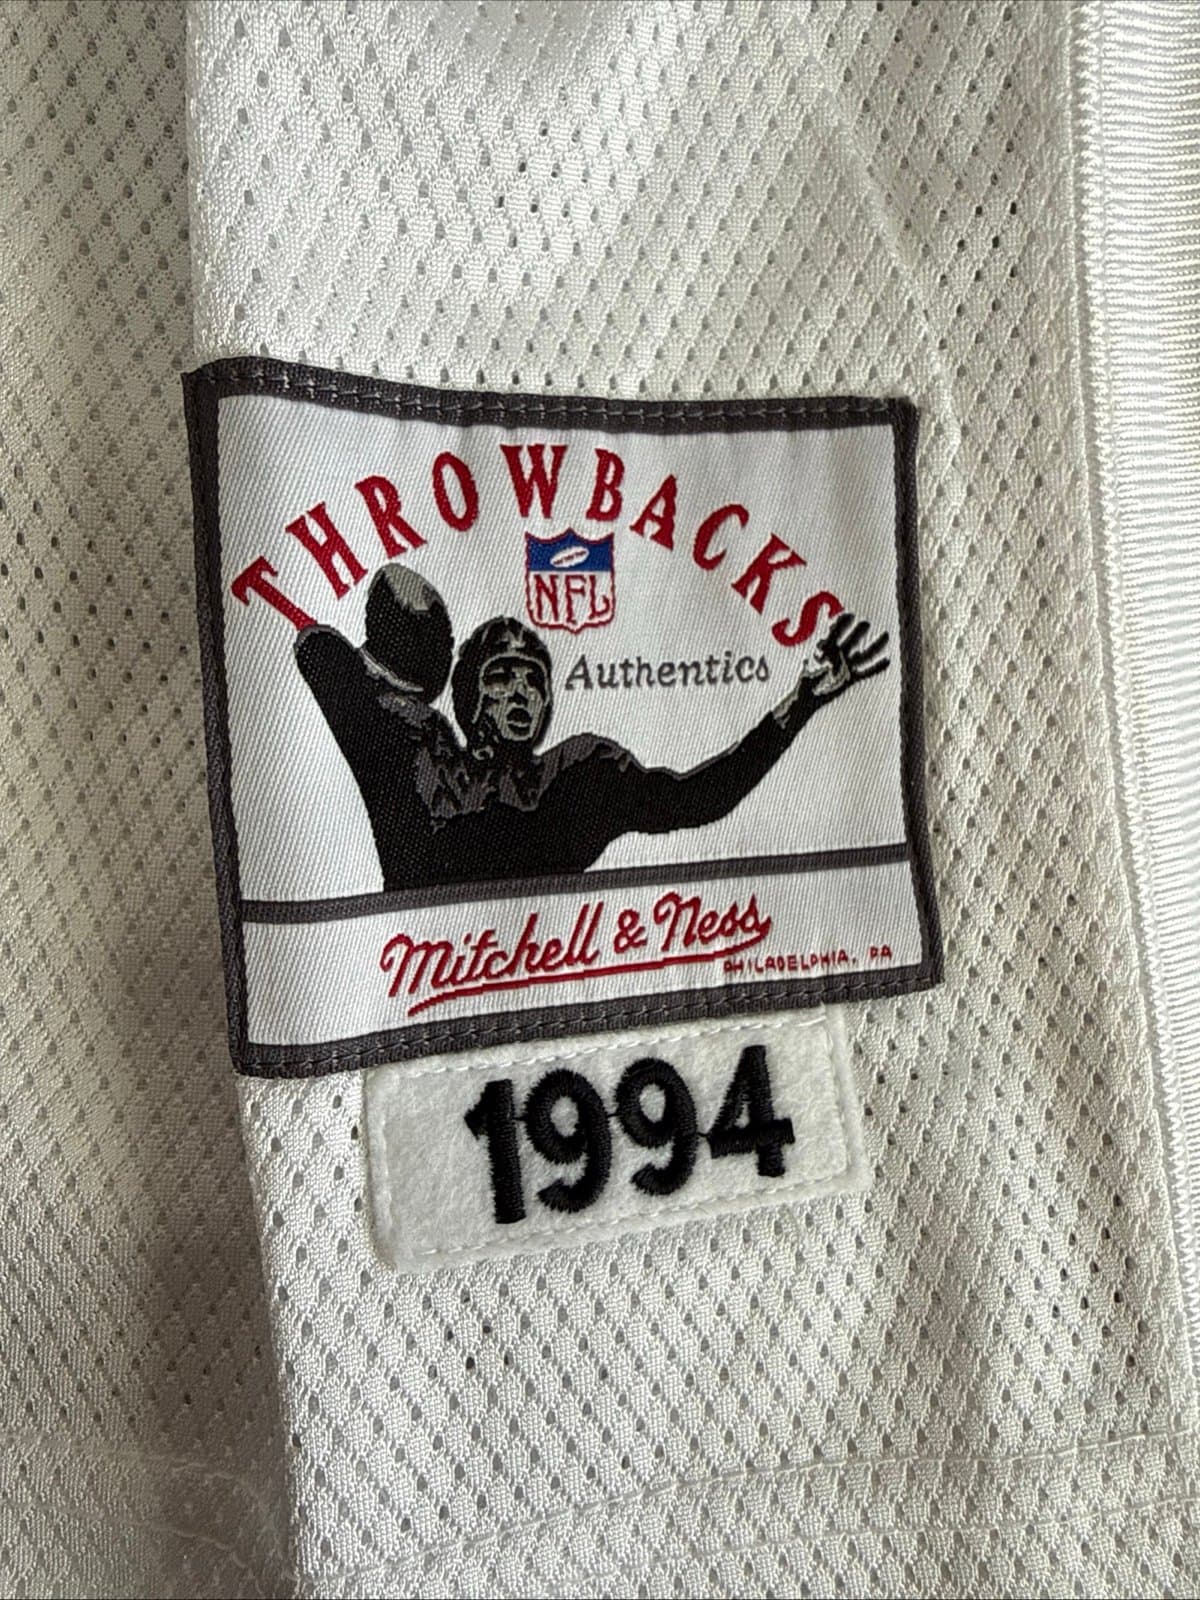 THROWBACKS
NFL
Authentics
Mitchell & Ness
PHILADELPHIA, PA
1994